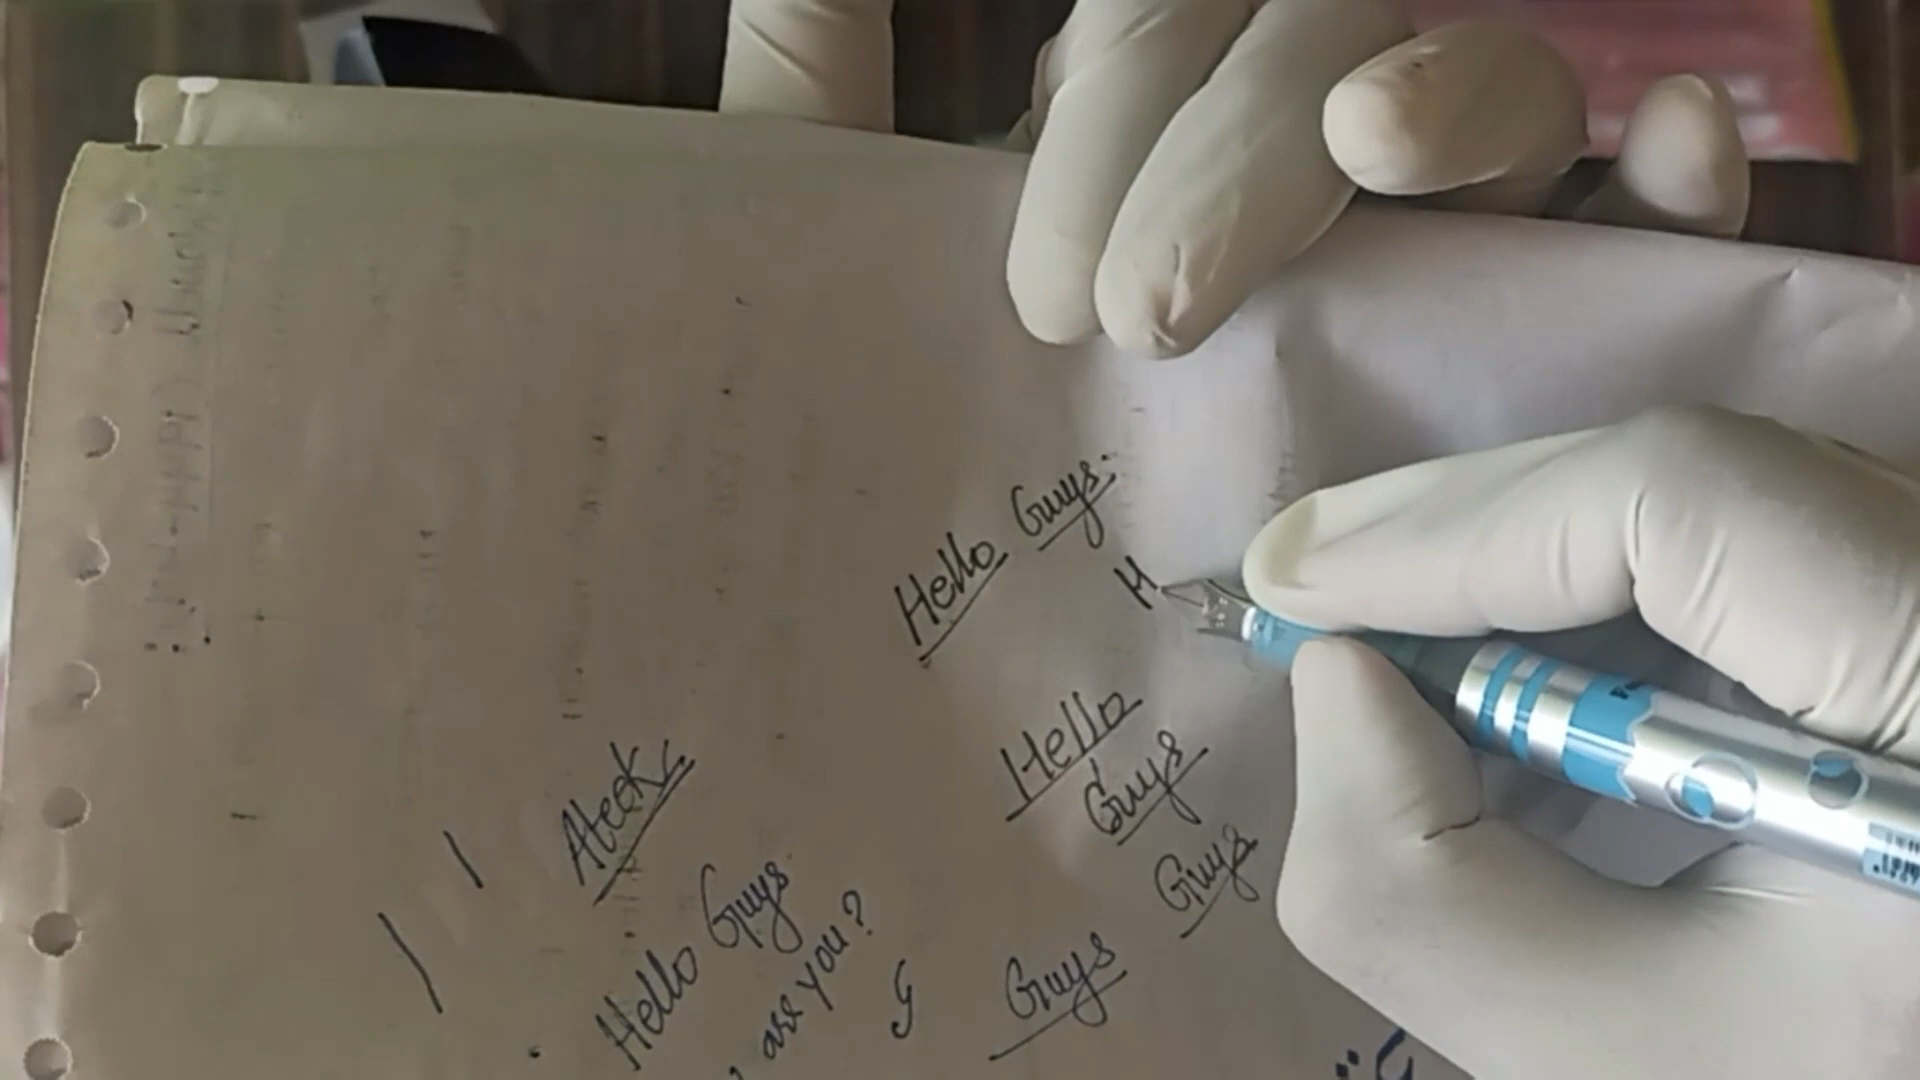 Hello Guys.
H
Hello
Guys
Guys
Guys
Ateek
Hello Guys
are you?
G